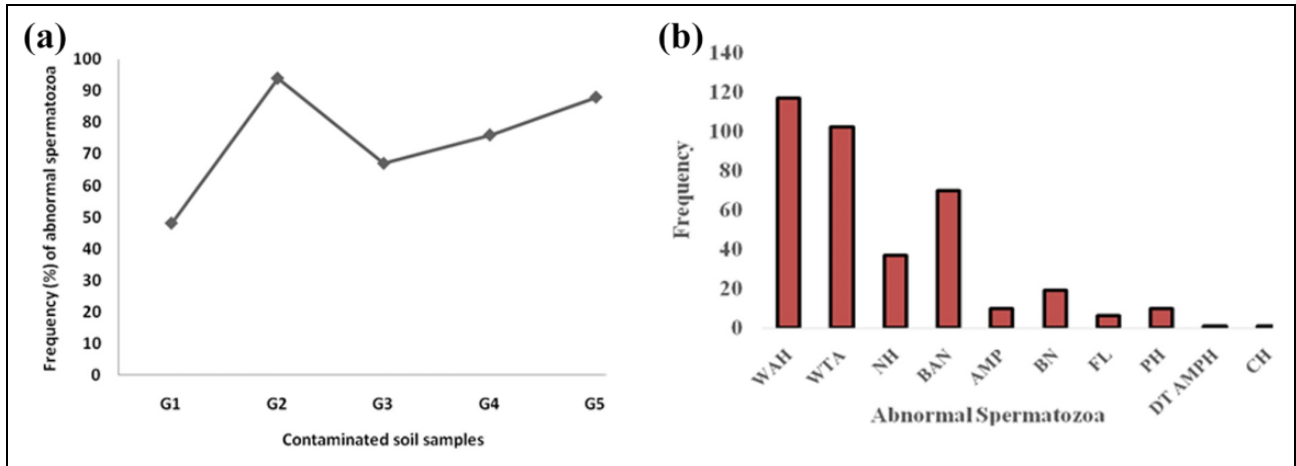 (a)
Frequency (%) of abnormal spermatozoa
100
90
80
70
60
50
40
30
20
10
0
G1 G2 G3 G4 G5
Contaminated soil samples
(b)
Frequency
140
120
100
80
60
40
20
0
WAH WTA NH BAN AMP BN FL PH DT AMPH CH
Abnormal Spermatozoa